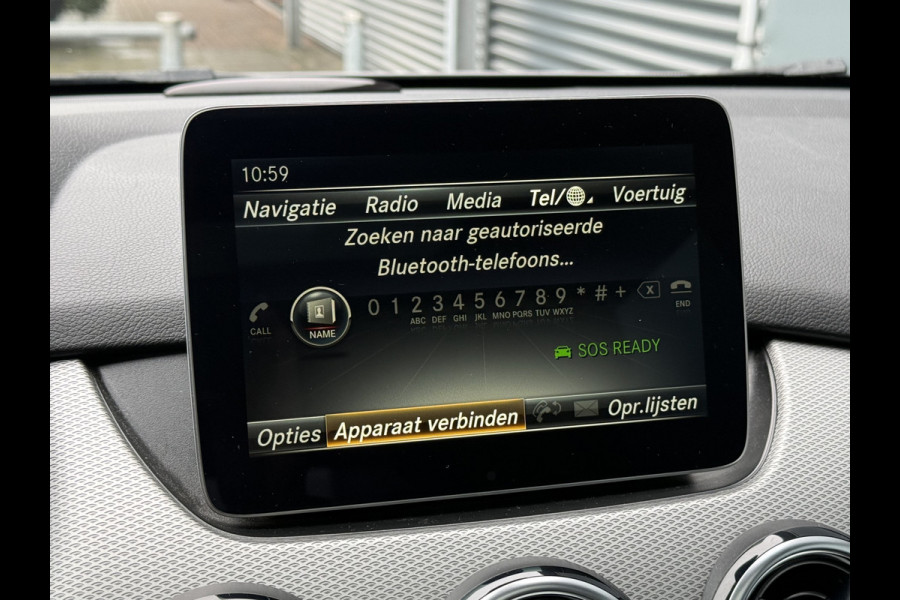 10:59
Navigatie Radio Media Tel/ Voertuig
Zoeken naar geautoriseerde
Bluetooth-telefoons...
CALL NAME 0 1 2 3 4 5 6 7 8 9 * # + X END
ABC DEF GHI JKL MNO PQRS TUV WXYZ
SOS READY
Opties Apparaat verbinden Opr.lijsten